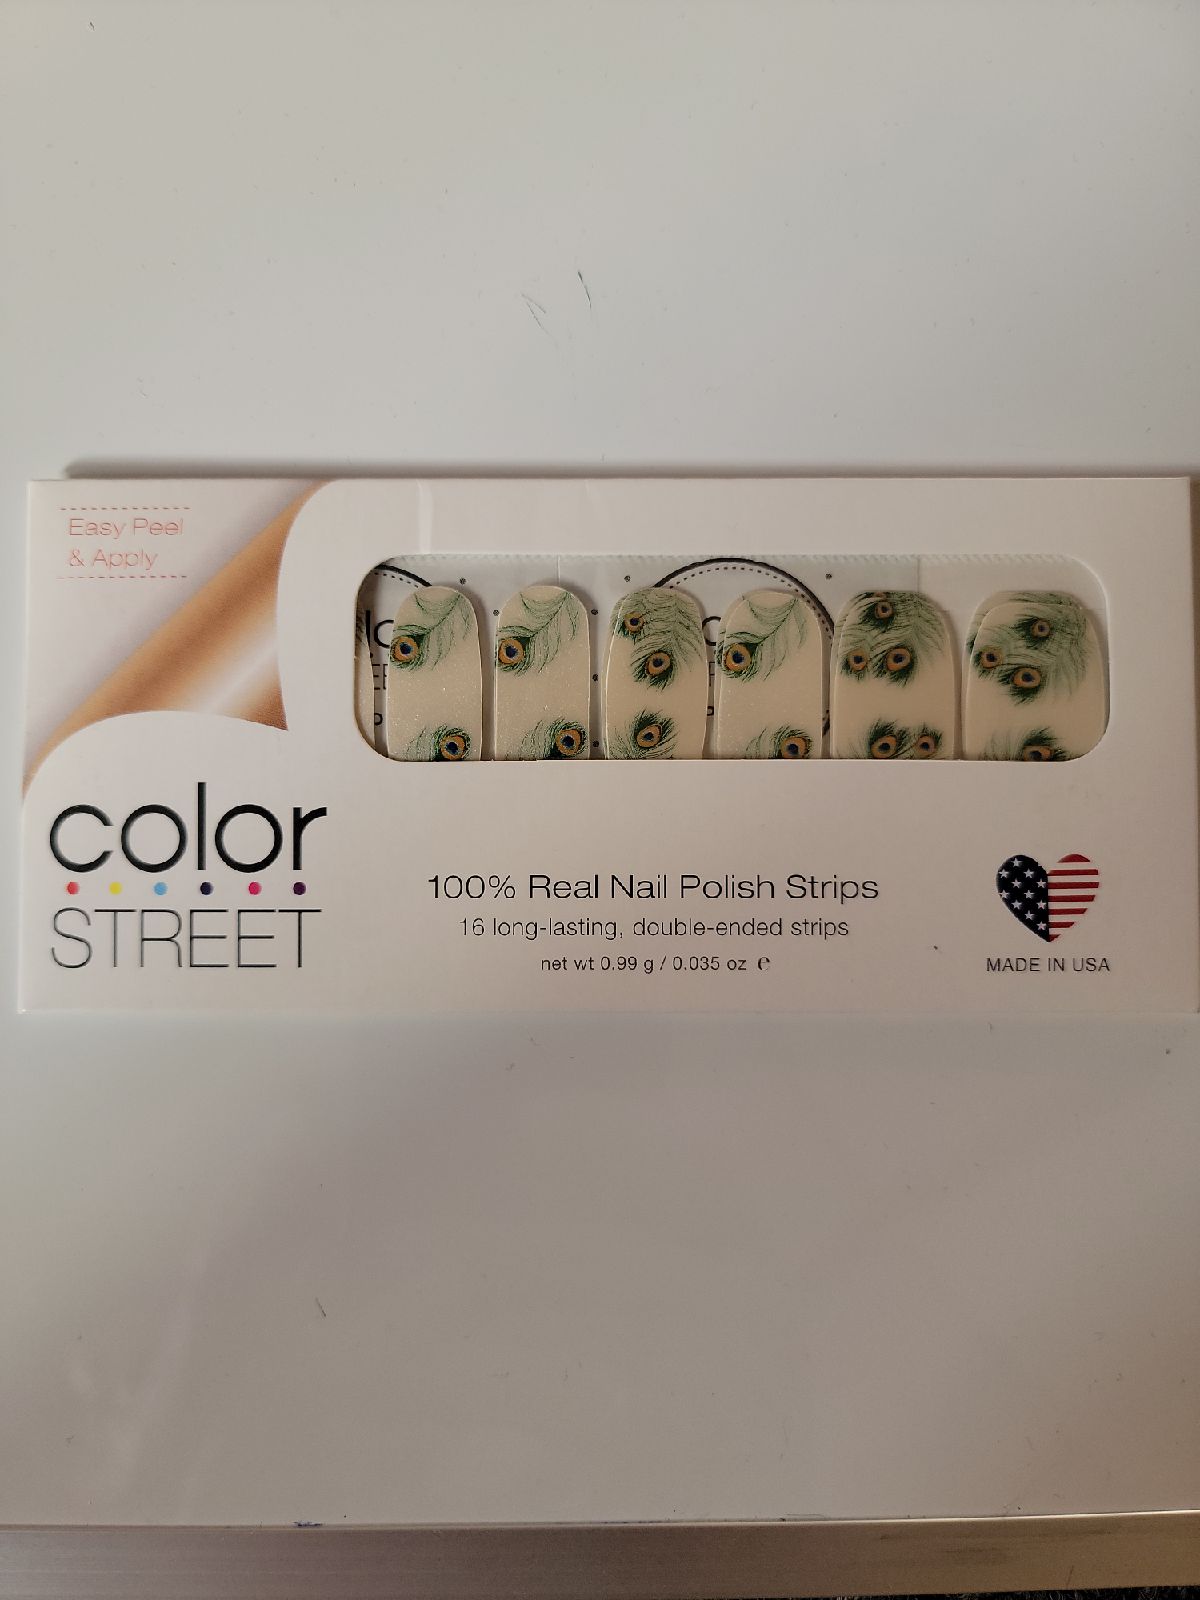 Easy Peel
& Apply
color
STREET
100% Real Nail Polish Strips
16 long-lasting, double-ended strips
net wt 0.99 g / 0.035 oz ℮
MADE IN USA